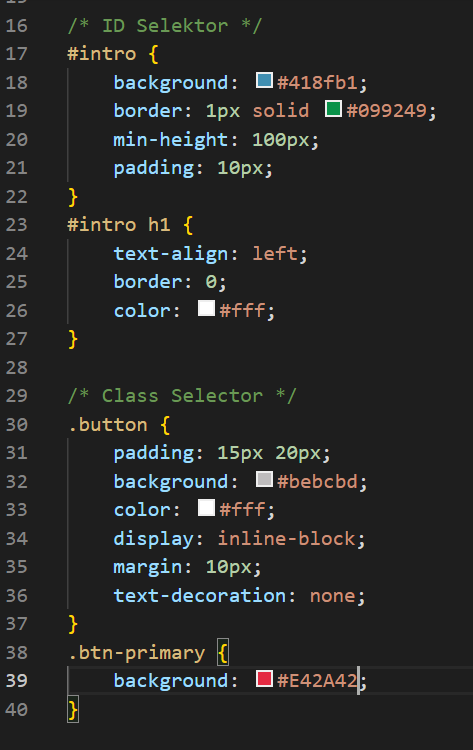 16 /* ID Selektor */
17 #intro {
18     background: #418fb1;
19     border: 1px solid #099249;
20     min-height: 100px;
21     padding: 10px;
22 }
23 #intro h1 {
24     text-align: left;
25     border: 0;
26     color: #fff;
27 }
28
29 /* Class Selector */
30 .button {
31     padding: 15px 20px;
32     background: #bebcbd;
33     color: #fff;
34     display: inline-block;
35     margin: 10px;
36     text-decoration: none;
37 }
38 .btn-primary {
39     background: #E42A42;
40 }